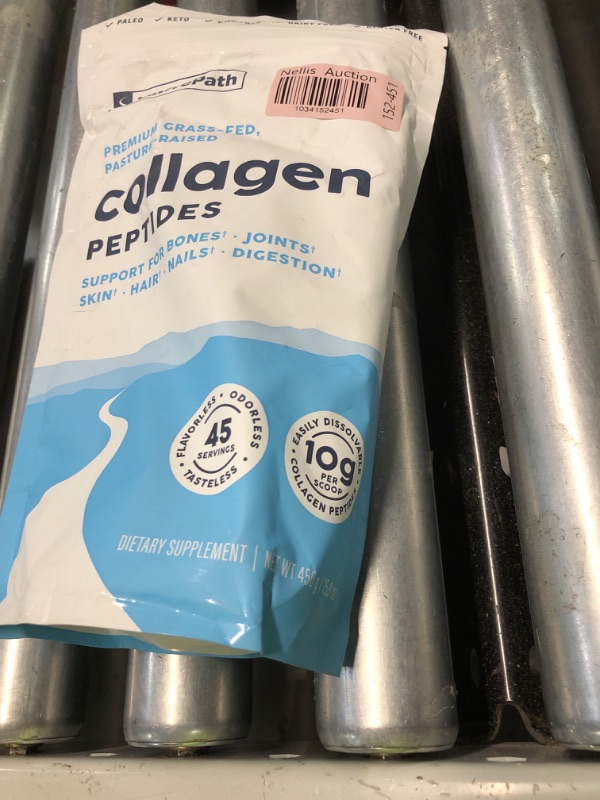 ✓ PALEO ✓ KETO
FREE
Path
Nellis Auction
1034152451
152-451
PREMIUM GRASS-FED,
PASTURE-RAISED
collagen
PEPTIDES
SUPPORT FOR BONES† · JOINTS†
SKIN† · HAIR† · NAILS† · DIGESTION†
FLAVORLESS • ODORLESS
45
SERVINGS
• TASTELESS •
• EASILY DISSOLVABLE •
10g
PER
SCOOP
COLLAGEN PEPTIDES
DIETARY SUPPLEMENT | NET WT